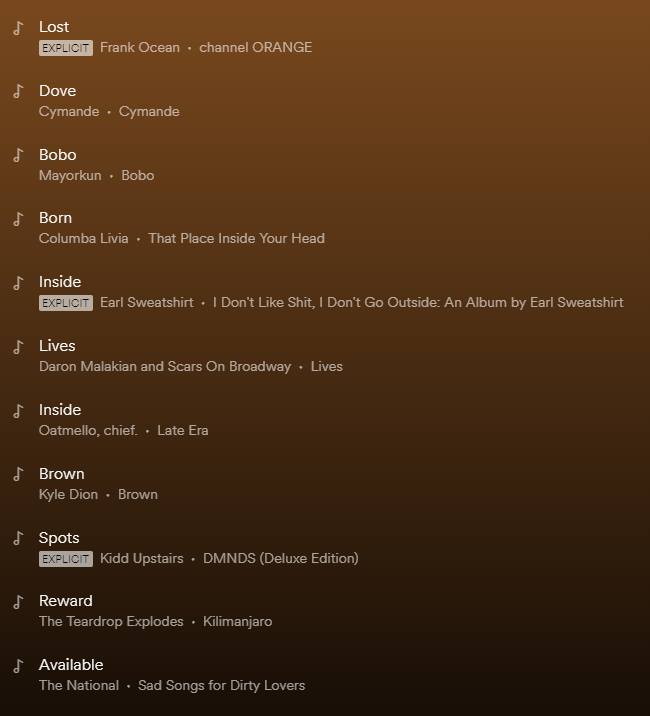 Lost
EXPLICIT Frank Ocean • channel ORANGE
Dove
Cymande • Cymande
Bobo
Mayorkun • Bobo
Born
Columba Livia • That Place Inside Your Head
Inside
EXPLICIT Earl Sweatshirt • I Don't Like Shit, I Don't Go Outside: An Album by Earl Sweatshirt
Lives
Daron Malakian and Scars On Broadway • Lives
Inside
Oatmello, chief. • Late Era
Brown
Kyle Dion • Brown
Spots
EXPLICIT Kidd Upstairs • DMNDS (Deluxe Edition)
Reward
The Teardrop Explodes • Kilimanjaro
Available
The National • Sad Songs for Dirty Lovers